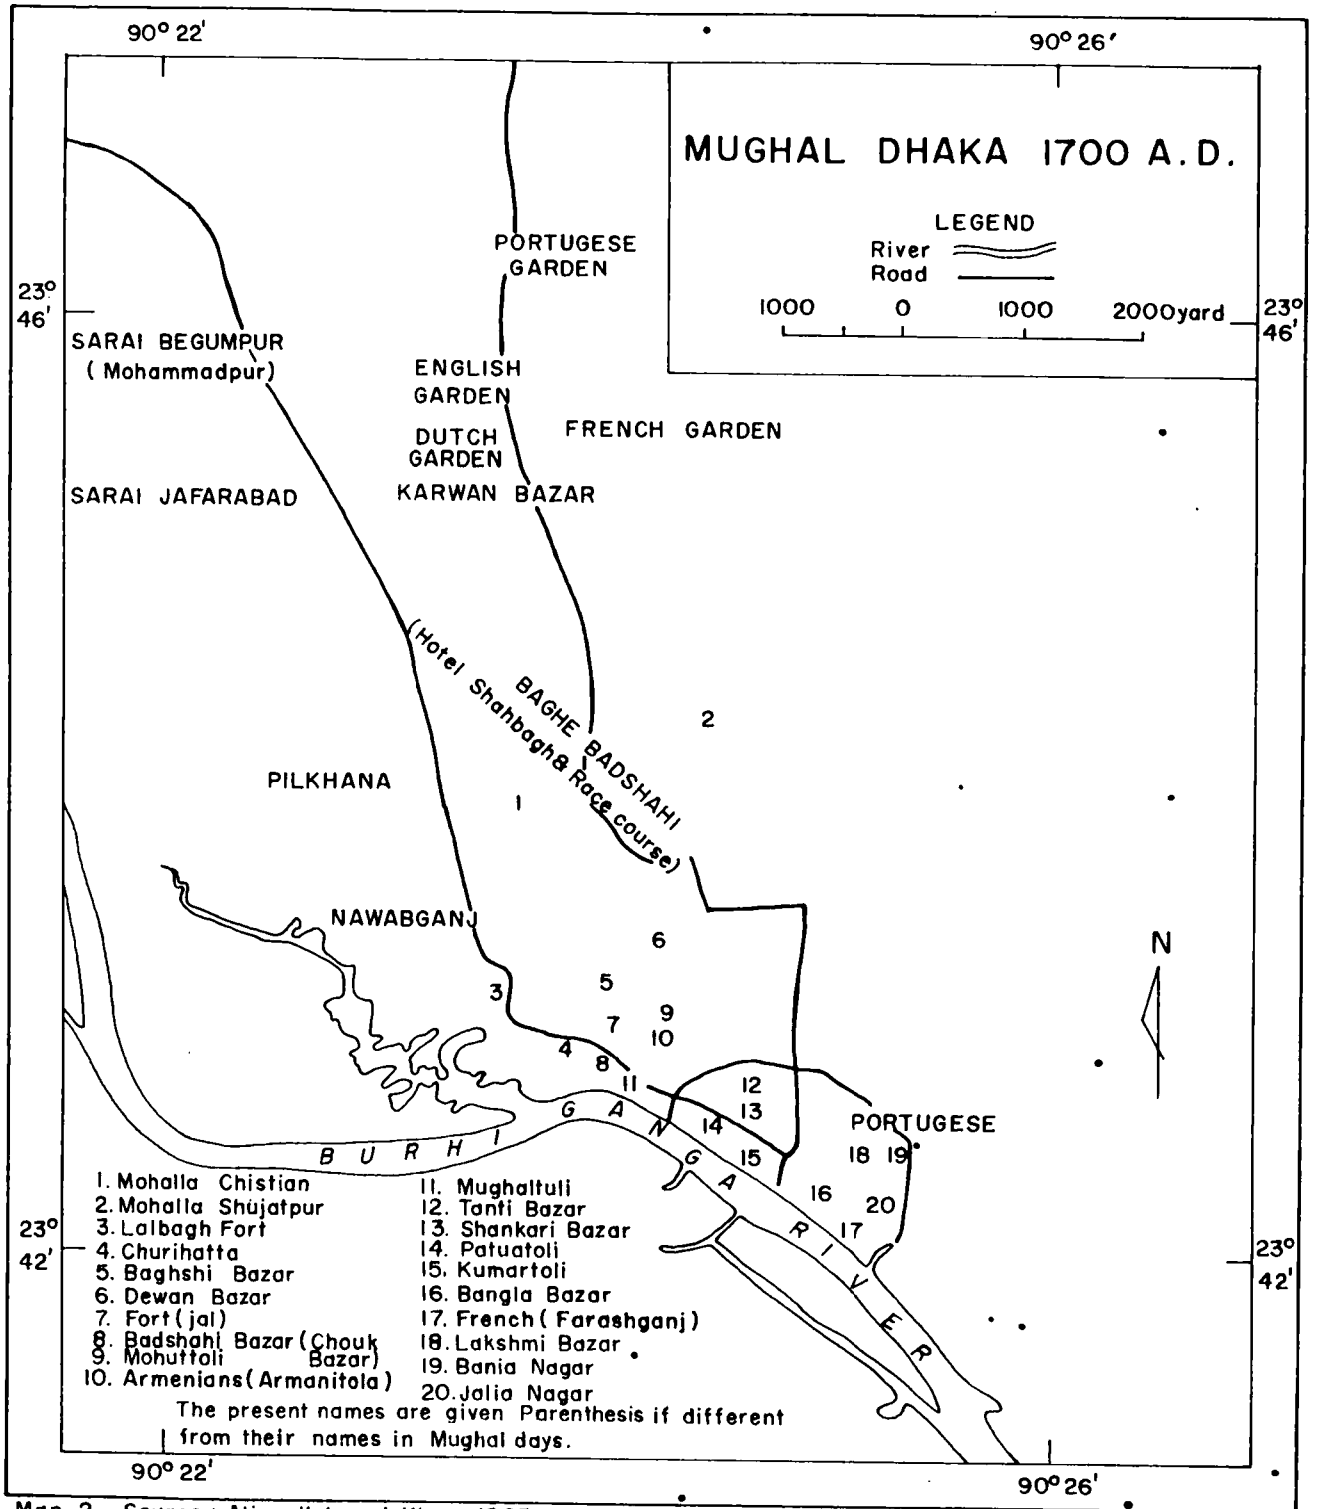 90° 22'
90° 26'
MUGHAL DHAKA 1700 A.D.
LEGEND
River
Road
1000 0 1000 2000 yard
23°
46'
23°
46'
PORTUGESE
GARDEN
SARAI BEGUMPUR
(Mohammadpur)
ENGLISH
GARDEN
DUTCH
GARDEN
FRENCH GARDEN
SARAI JAFARABAD
KARWAN BAZAR
BAGHE BADSHAHI
(Hotel Shahbagh & Race course)
2
PILKHANA
1
NAWABGANJ
6
N
5
3
9
7
10
4
8
11
12
13
14
PORTUGESE
15
18 19
16
20
17
BURHI GANGA RIVER
23°
42'
23°
42'
1. Mohalla Chistian
2. Mohalla Shujatpur
3. Lalbagh Fort
4. Churihatta
5. Baghshi Bazar
6. Dewan Bazar
7. Fort (jal)
8. Badshahi Bazar (Chouk
9. Mohuttoli Bazar)
10. Armenians (Armanitola)
11. Mughaltuli
12. Tanti Bazar
13. Shankari Bazar
14. Patuatoli
15. Kumartoli
16. Bangla Bazar
17. French (Farashganj)
18. Lakshmi Bazar
19. Bania Nagar
20. Jalia Nagar
The present names are given Parenthesis if different
from their names in Mughal days.
90° 22'
90° 26'